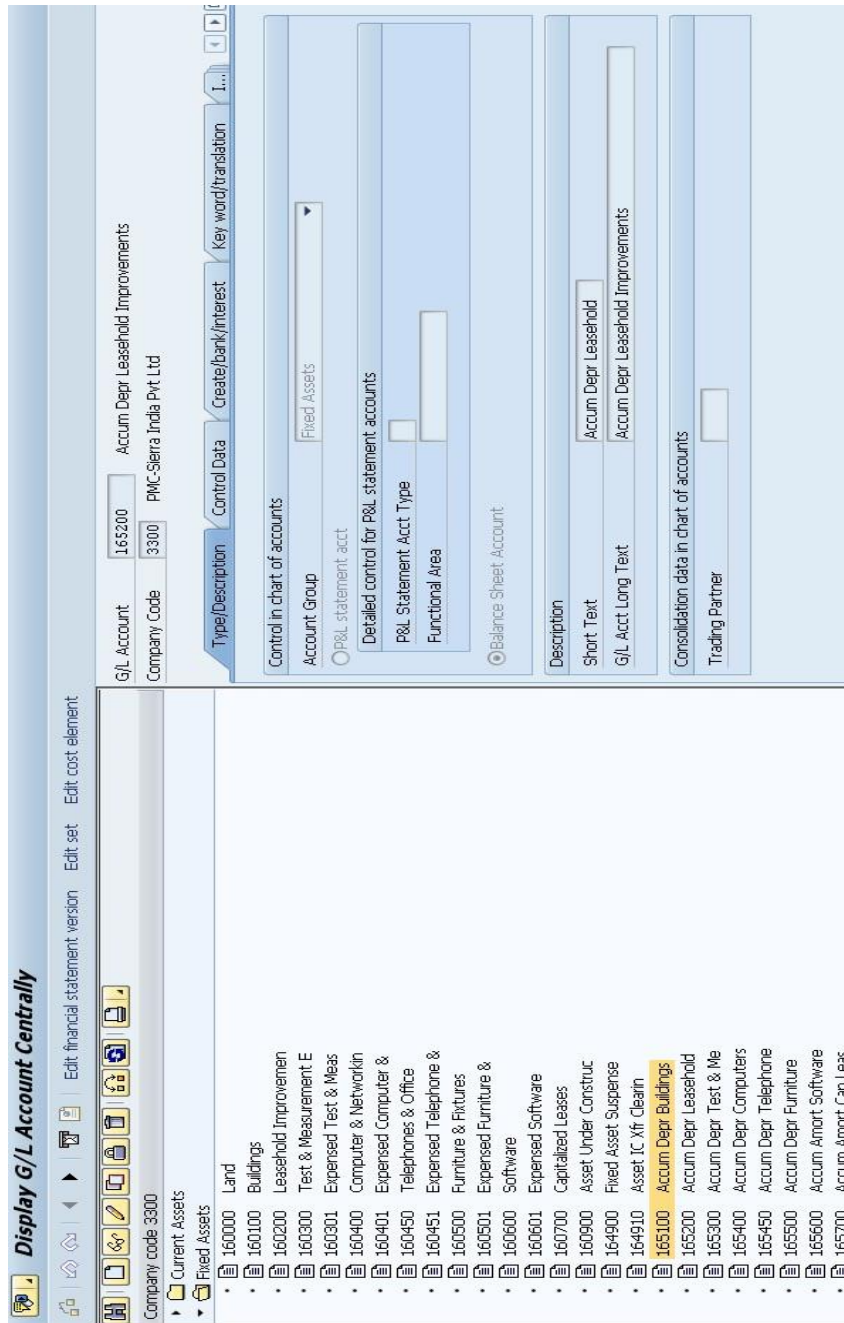 Display G/L Account Centrally
Edit financial statement version Edit set Edit cost element
Company code 3300
Current Assets
Fixed Assets
160000 Land
160100 Buildings
160200 Leasehold Improvemen
160300 Test & Measurement E
160301 Expensed Test & Meas
160400 Computer & Networkin
160401 Expensed Computer &
160450 Telephones & Office
160451 Expensed Telephone &
160500 Furniture & Fixtures
160501 Expensed Furniture &
160600 Software
160601 Expensed Software
160700 Capitalized Leases
160900 Asset Under Construc
164900 Fixed Asset Suspense
164910 Asset IC Xfr Clearin
165100 Accum Depr Buildings
165200 Accum Depr Leasehold
165300 Accum Depr Test & Me
165400 Accum Depr Computers
165450 Accum Depr Telephone
165500 Accum Depr Furniture
165600 Accum Amort Software
165700 Accum Amort Cap Leas
G/L Account 165200 Accum Depr Leasehold Improvements
Company Code 3300 PMC-Sierra India Pvt Ltd
Type/Description Control Data Create/bank/interest Key word/translation I...
Control in chart of accounts
Account Group Fixed Assets
P&L statement acct
Detailed control for P&L statement accounts
P&L Statement Acct Type
Functional Area
Balance Sheet Account
Description
Short Text Accum Depr Leasehold
G/L Acct Long Text Accum Depr Leasehold Improvements
Consolidation data in chart of accounts
Trading Partner